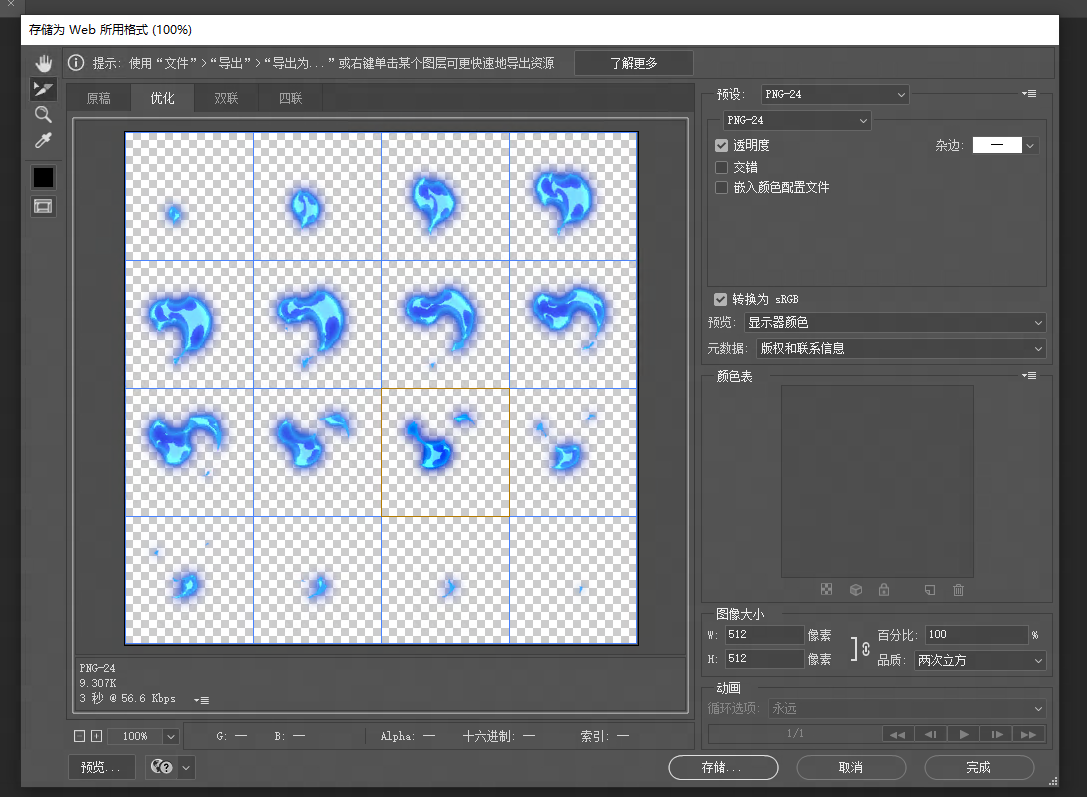 存储为 Web 所用格式 (100%)
提示: 使用“文件”>“导出”>“导出为...”或右键单击某个图层可更快速地导出资源
了解更多
原稿
优化
双联
四联
预设:
PNG-24
PNG-24
透明度
杂边:
交错
嵌入颜色配置文件
转换为 sRGB
预览:
显示器颜色
元数据:
版权和联系信息
颜色表
图像大小
W: 512 像素
百分比: 100 %
H: 512 像素
品质: 两次立方
动画
循环选项: 永远
1/1
PNG-24
9.307K
3 秒 @ 56.6 Kbps
100%
G: —
B: —
Alpha: —
十六进制: —
索引: —
预览...
存储...
取消
完成